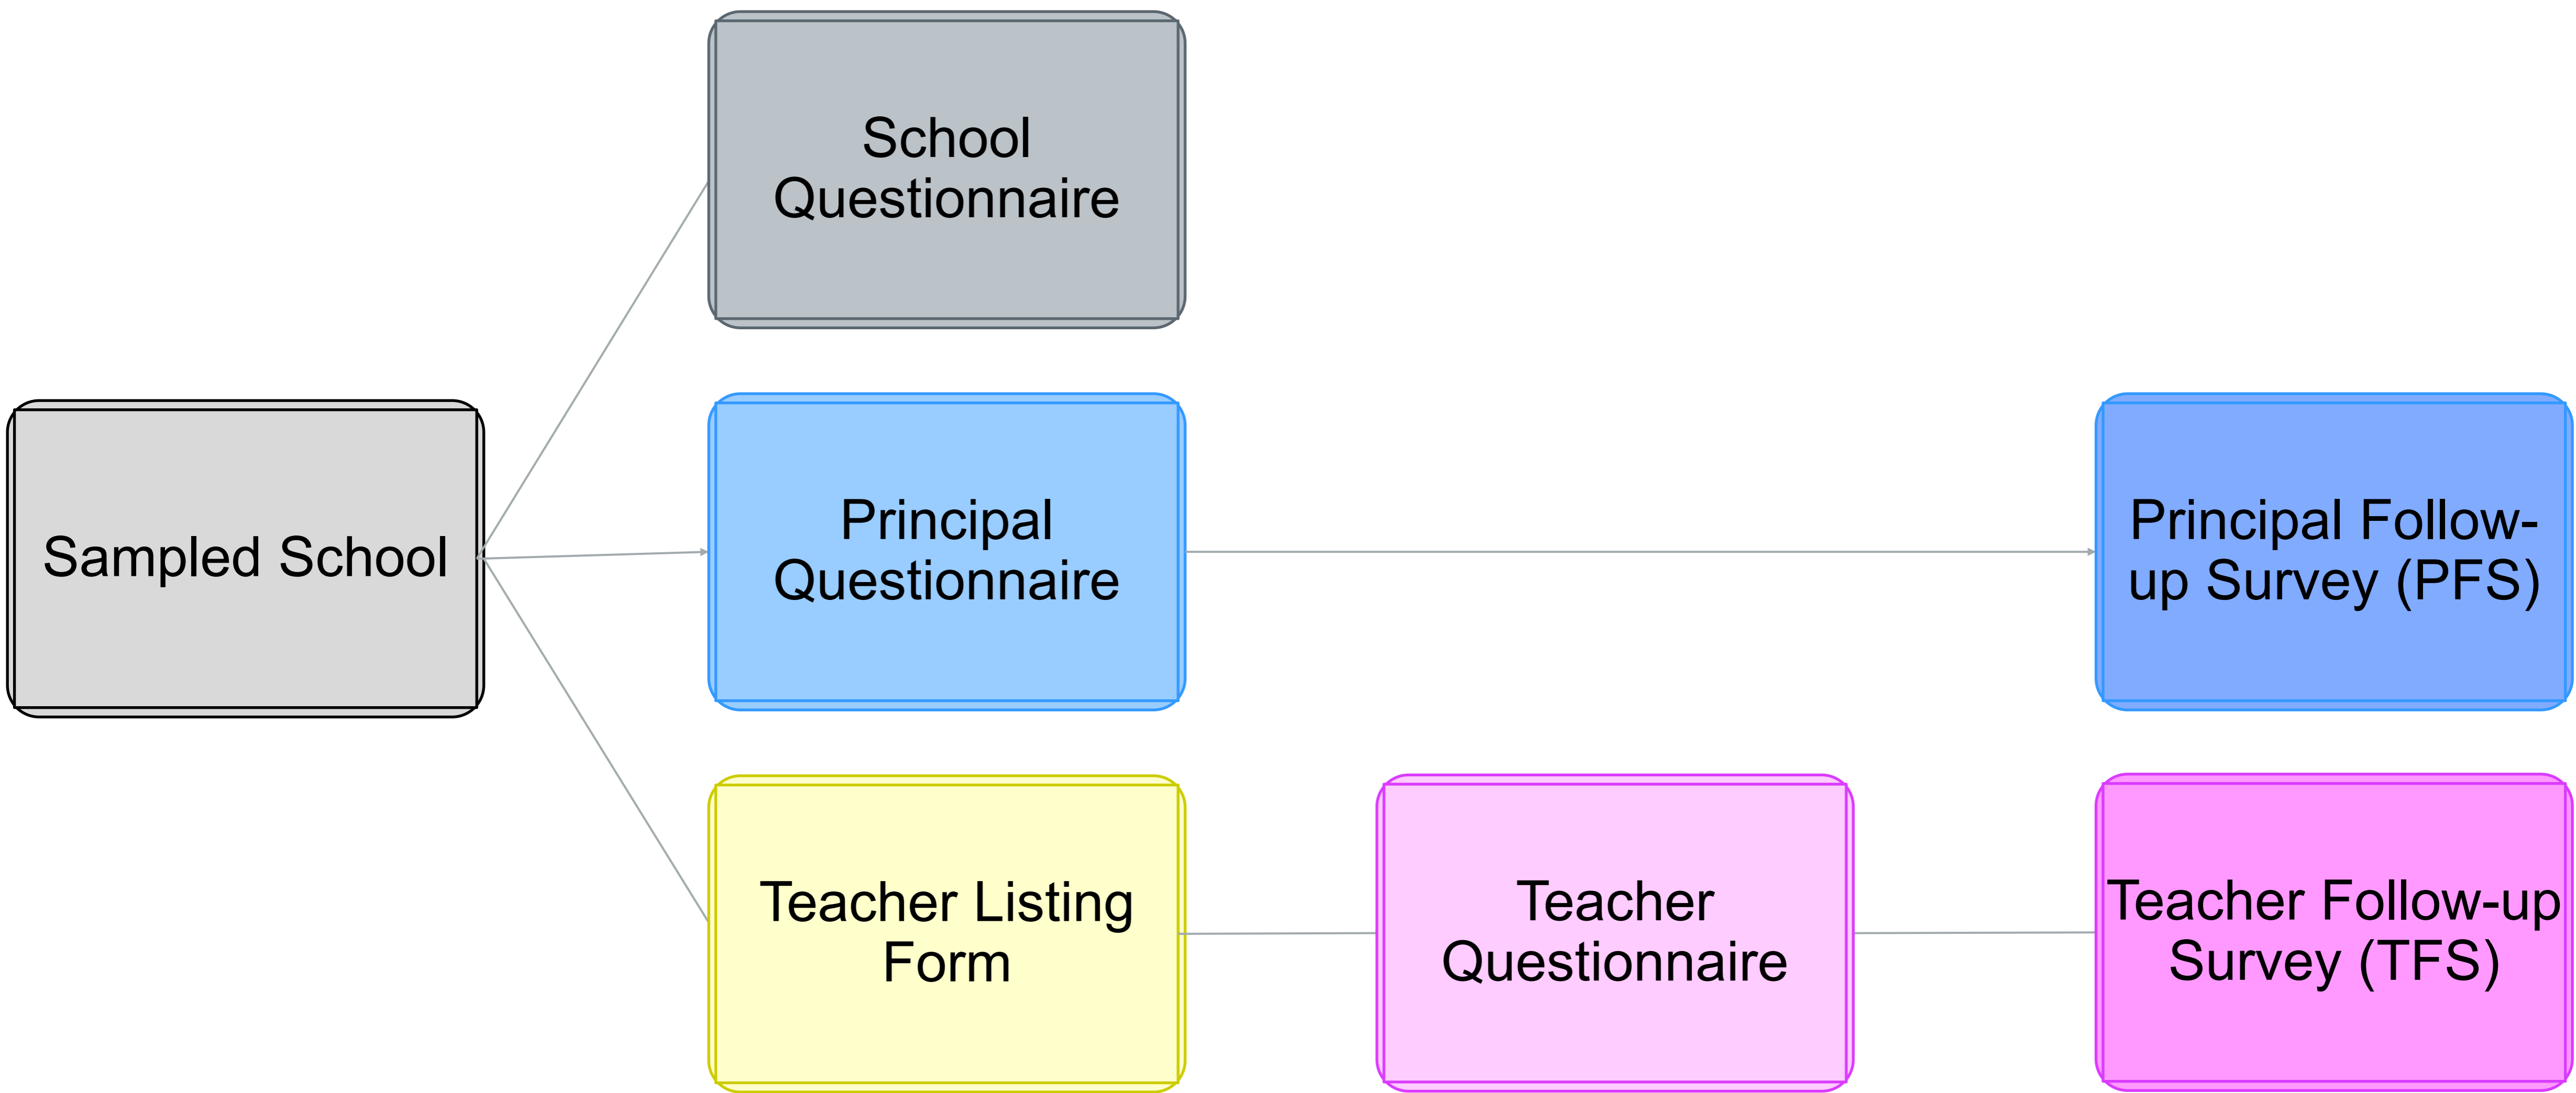 School
Questionnaire
Sampled School
Principal
Questionnaire
Principal Follow-
up Survey (PFS)
Teacher Listing
Form
Teacher
Questionnaire
Teacher Follow-up
Survey (TFS)